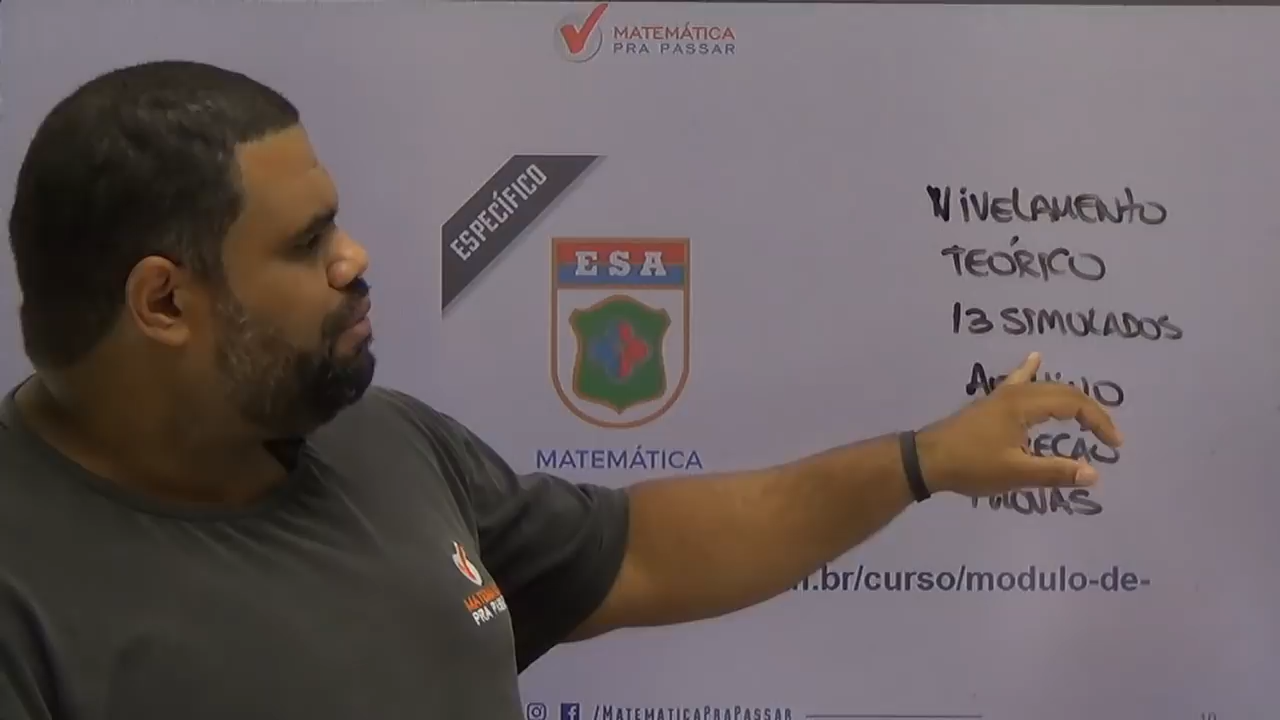 MATEMÁTICA
PRA PASSAR
ESPECÍFICO
ESA
MATEMÁTICA
NIVELAMENTO
TEÓRICO
13 SIMULADOS
.br/curso/modulo-de-
/MATEMATICAPRAPASSAR